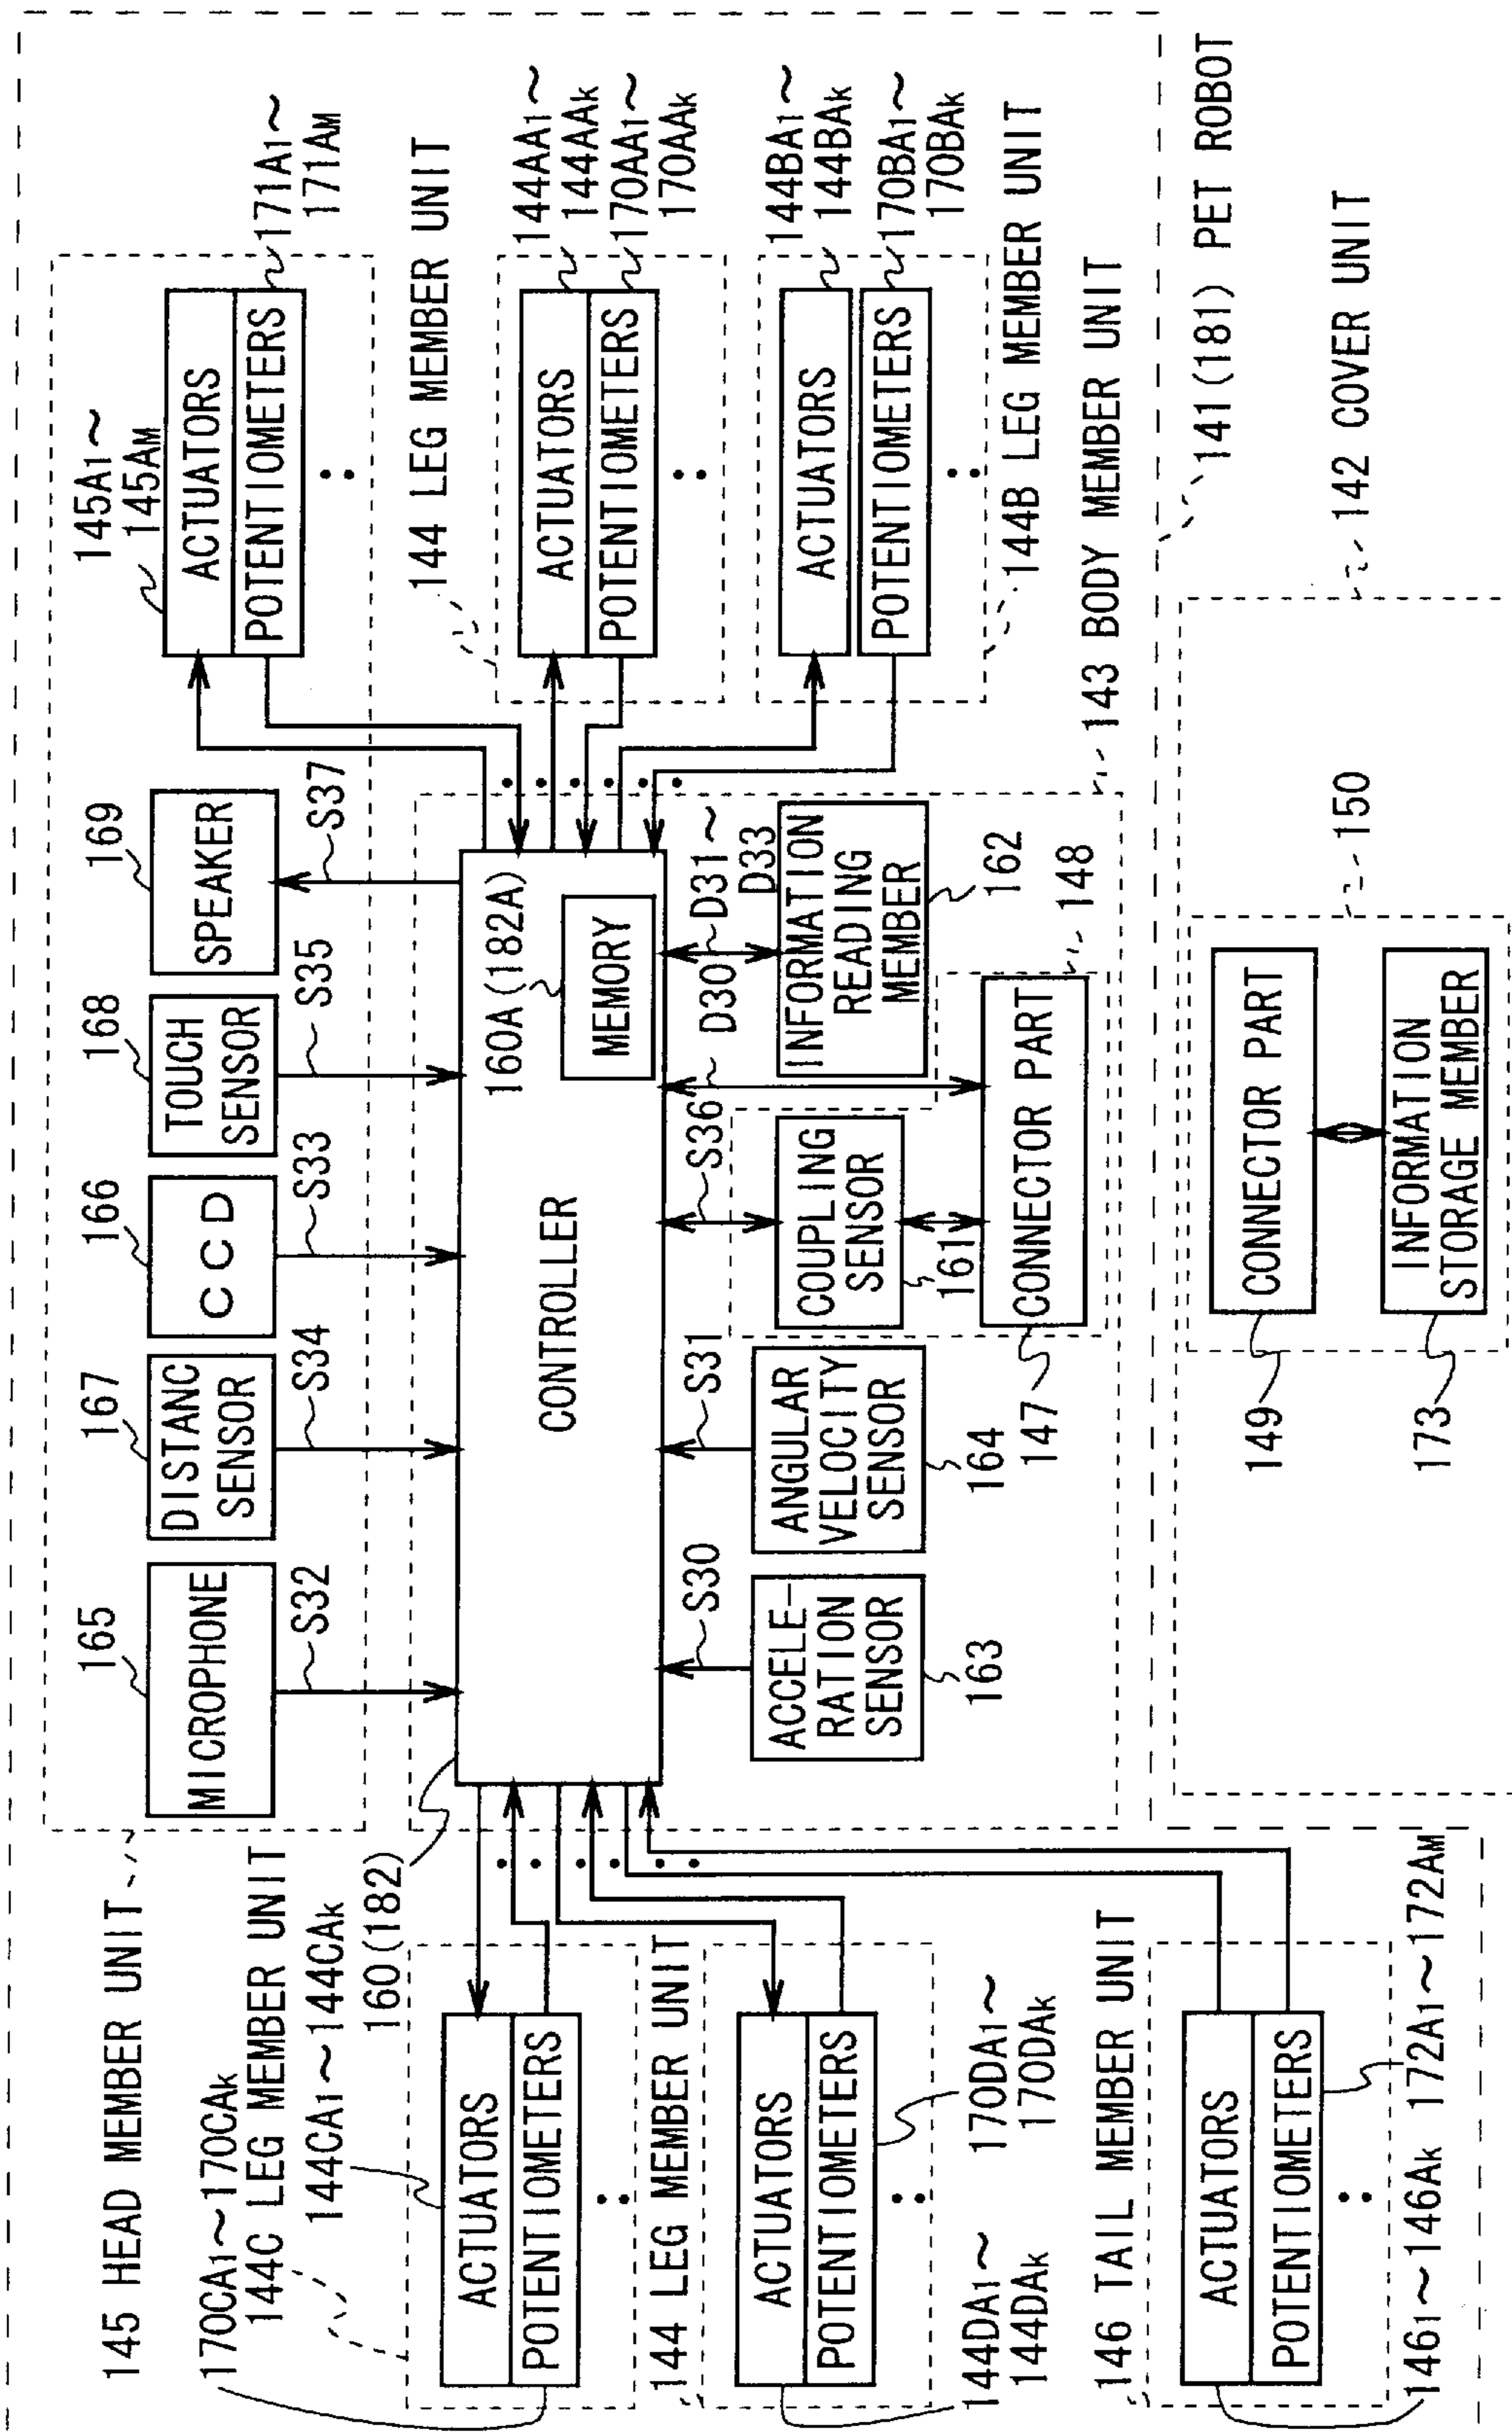 145 HEAD MEMBER UNIT
165
MICROPHONE
S32
167
DISTANC
SENSOR
S34
166
CCD
S33
168
TOUCH
SENSOR
S35
169
SPEAKER
S37
145A1~
145AM
ACTUATORS
POTENTIOMETERS
171A1~
171AM
170CA1~170CAk
144C LEG MEMBER UNIT
144CA1~144CAk
160(182)
ACTUATORS
POTENTIOMETERS
CONTROLLER
160A(182A)
MEMORY
144 LEG MEMBER UNIT
ACTUATORS
POTENTIOMETERS
144AA1~
144AAk
170AA1~
170AAk
144 LEG MEMBER UNIT
ACTUATORS
POTENTIOMETERS
170DA1~
170DAk
144DA1~
144DAk
S30
ACCELE-
RATION
SENSOR
163
S31
ANGULAR
VELOCITY
SENSOR
164
S36
COUPLING
SENSOR
161
D30
D31~
D33
INFORMATION
READING
MEMBER
162
CONNECTOR PART
147
148
ACTUATORS
POTENTIOMETERS
144BA1~
144BAk
170BA1~
170BAk
144B LEG MEMBER UNIT
143 BODY MEMBER UNIT
146 TAIL MEMBER UNIT
ACTUATORS
POTENTIOMETERS
1461~146Ak 172A1~172AM
141(181) PET ROBOT
142 COVER UNIT
150
CONNECTOR PART
149
INFORMATION
STORAGE MEMBER
173